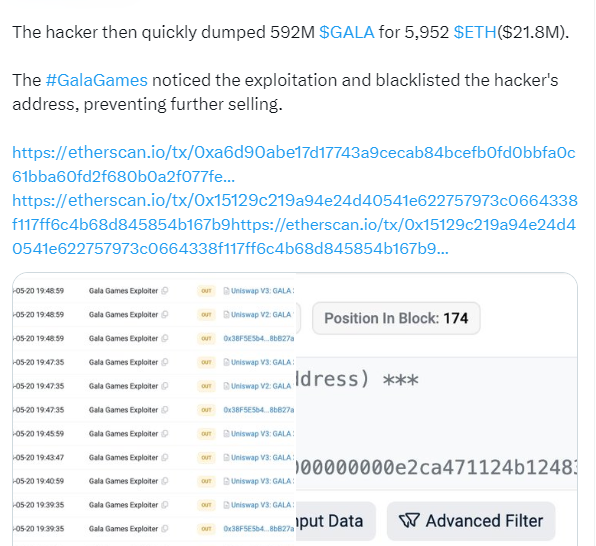 The hacker then quickly dumped 592M $GALA for 5,952 $ETH($21.8M).
The #GalaGames noticed the exploitation and blacklisted the hacker's
address, preventing further selling.
https://etherscan.io/tx/0xa6d90abe17d17743a9cecab84bcefb0fd0bbfa0c
61bba60fd2f680b0a2f077fe...
https://etherscan.io/tx/0x15129c219a94e24d40541e622757973c0664338
f117ff6c4b68d845854b167b9https://etherscan.io/tx/0x15129c219a94e24d4
0541e622757973c0664338f117ff6c4b68d845854b167b9...
-05-20 19:48:59 Gala Games Exploiter OUT Uniswap V3: GALA
-05-20 19:48:59 Gala Games Exploiter OUT Uniswap V2: GALA
-05-20 19:48:59 Gala Games Exploiter OUT 0x38F5E5b4...8bB27a
-05-20 19:47:35 Gala Games Exploiter OUT Uniswap V3: GALA
-05-20 19:47:35 Gala Games Exploiter OUT Uniswap V2: GALA
-05-20 19:47:35 Gala Games Exploiter OUT 0x38F5E5b4...8bB27a
-05-20 19:45:59 Gala Games Exploiter OUT Uniswap V3: GALA
-05-20 19:43:47 Gala Games Exploiter OUT Uniswap V3: GALA
-05-20 19:40:59 Gala Games Exploiter OUT Uniswap V3: GALA
-05-20 19:39:35 Gala Games Exploiter OUT Uniswap V3: GALA
-05-20 19:39:35 Gala Games Exploiter OUT 0x38F5E5b4...8bB27a
Position In Block: 174
ddress) ***
00000000e2ca471124b1248
nput Data
Advanced Filter